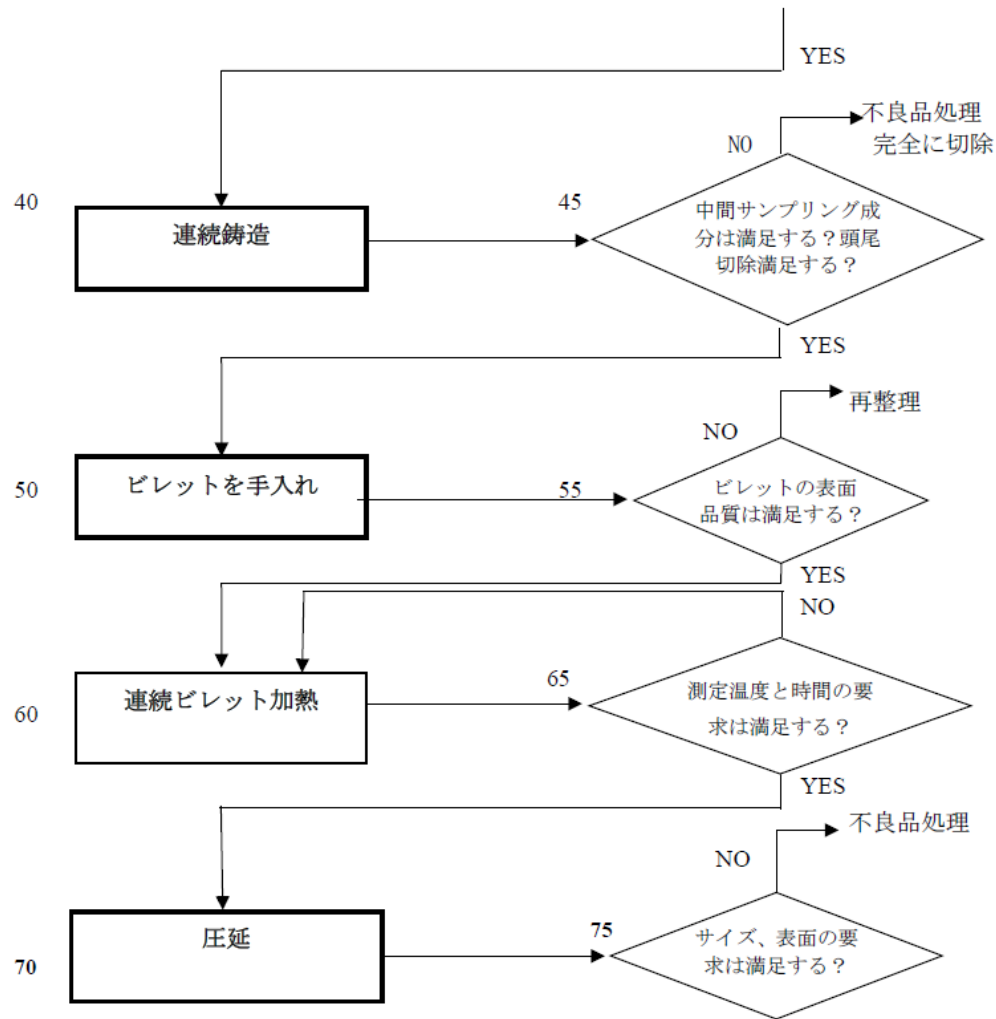 YES
不良品処理
完全に切除
NO
40
連続鋳造
45
中間サンプリング成
分は満足する？頭尾
切除満足する？
YES
再整理
NO
50
ビレットを手入れ
55
ビレットの表面
品質は満足する？
YES
NO
60
連続ビレット加熱
65
測定温度と時間の要
求は満足する？
YES
不良品処理
NO
70
圧延
75
サイズ、表面の要
求は満足する？